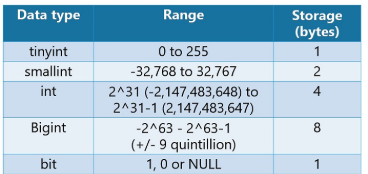 Data type Range Storage
(bytes)
tinyint 0 to 255 1
smallint -32,768 to 32,767 2
int 2^31 (-2,147,483,648) to 4
2^31-1 (2,147,483,647)
Bigint -2^63 - 2^63-1 8
(+/- 9 quintillion)
bit 1, 0 or NULL 1